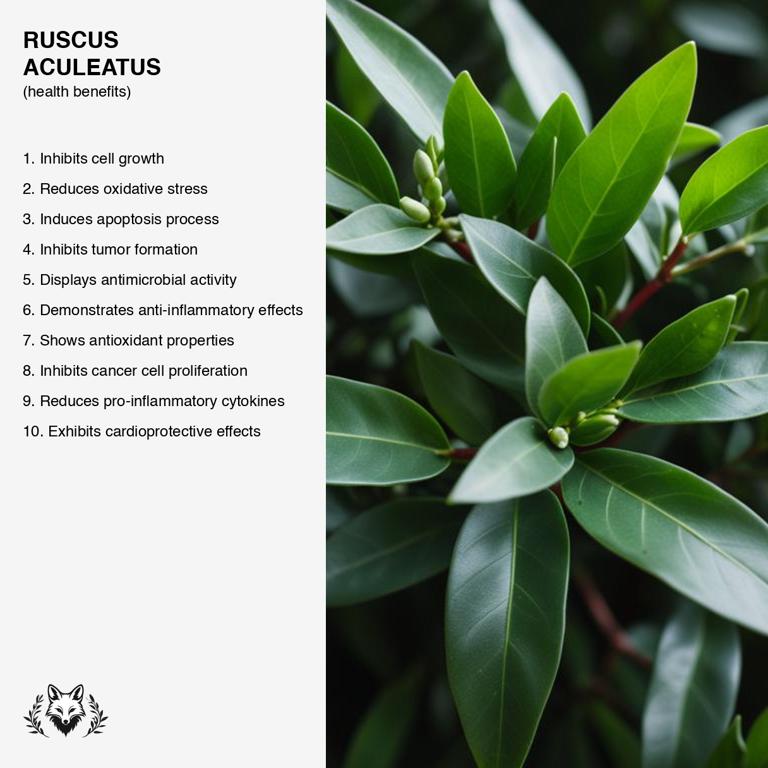 RUSCUS
ACULEATUS
(health benefits)
1. Inhibits cell growth
2. Reduces oxidative stress
3. Induces apoptosis process
4. Inhibits tumor formation
5. Displays antimicrobial activity
6. Demonstrates anti-inflammatory effects
7. Shows antioxidant properties
8. Inhibits cancer cell proliferation
9. Reduces pro-inflammatory cytokines
10. Exhibits cardioprotective effects